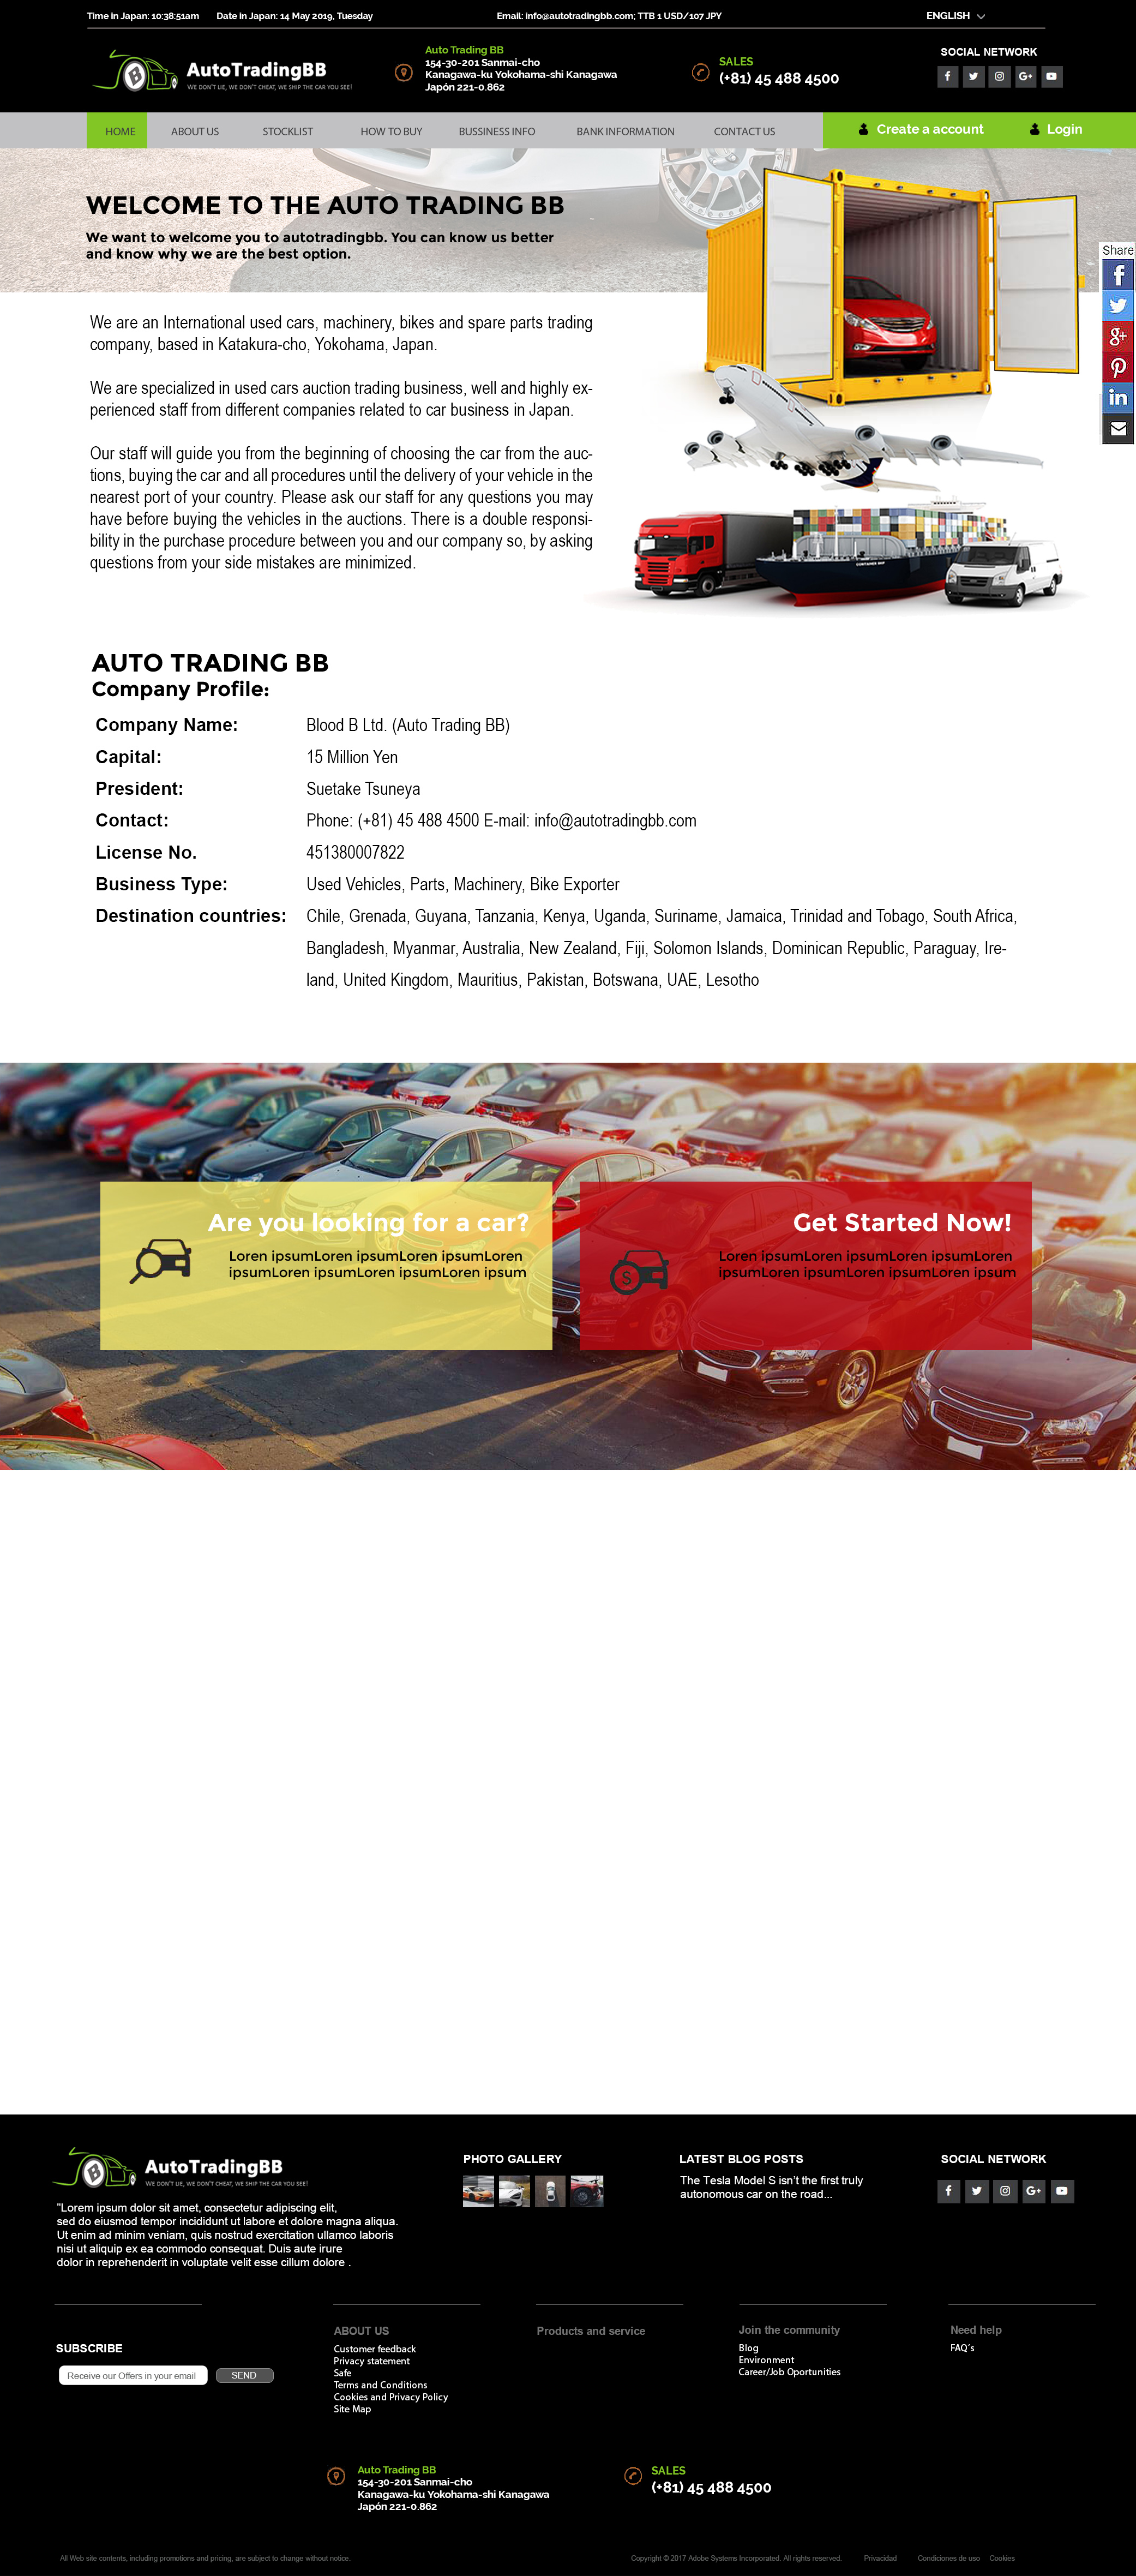 Time in Japan: 10:38:51am Date in Japan: 14 May 2019, Tuesday Email: info@autotradingbb.com; TTB 1 USD/107 JPY ENGLISH
AutoTradingBB
WE DON'T LIE, WE DON'T CHEAT, WE SHIP THE CAR YOU SEE!
Auto Trading BB
154-30-201 Sanmai-cho
Kanagawa-ku Yokohama-shi Kanagawa
Japón 221-0.862
SALES
(+81) 45 488 4500
SOCIAL NETWORK
HOME ABOUT US STOCKLIST HOW TO BUY BUSSINESS INFO BANK INFORMATION CONTACT US Create a account Login
WELCOME TO THE AUTO TRADING BB
We want to welcome you to autotradingbb. You can know us better
and know why we are the best option.
Share
We are an International used cars, machinery, bikes and spare parts trading
company, based in Katakura-cho, Yokohama, Japan.
We are specialized in used cars auction trading business, well and highly ex-
perienced staff from different companies related to car business in Japan.
Our staff will guide you from the beginning of choosing the car from the auc-
tions, buying the car and all procedures until the delivery of your vehicle in the
nearest port of your country. Please ask our staff for any questions you may
have before buying the vehicles in the auctions. There is a double responsi-
bility in the purchase procedure between you and our company so, by asking
questions from your side mistakes are minimized.
CONTAINER SHIP
AUTO TRADING BB
Company Profile:
Company Name: Blood B Ltd. (Auto Trading BB)
Capital: 15 Million Yen
President: Suetake Tsuneya
Contact: Phone: (+81) 45 488 4500 E-mail: info@autotradingbb.com
License No. 451380007822
Business Type: Used Vehicles, Parts, Machinery, Bike Exporter
Destination countries: Chile, Grenada, Guyana, Tanzania, Kenya, Uganda, Suriname, Jamaica, Trinidad and Tobago, South Africa,
Bangladesh, Myanmar, Australia, New Zealand, Fiji, Solomon Islands, Dominican Republic, Paraguay, Ire-
land, United Kingdom, Mauritius, Pakistan, Botswana, UAE, Lesotho
Are you looking for a car?
Loren ipsumLoren ipsumLoren ipsumLoren
ipsumLoren ipsumLoren ipsumLoren ipsum
Get Started Now!
Loren ipsumLoren ipsumLoren ipsumLoren
ipsumLoren ipsumLoren ipsumLoren ipsum
AutoTradingBB
WE DON'T LIE, WE DON'T CHEAT, WE SHIP THE CAR YOU SEE!
"Lorem ipsum dolor sit amet, consectetur adipiscing elit,
sed do eiusmod tempor incididunt ut labore et dolore magna aliqua.
Ut enim ad minim veniam, quis nostrud exercitation ullamco laboris
nisi ut aliquip ex ea commodo consequat. Duis aute irure
dolor in reprehenderit in voluptate velit esse cillum dolore .
PHOTO GALLERY
LATEST BLOG POSTS
The Tesla Model S isn't the first truly
autonomous car on the road...
SOCIAL NETWORK
SUBSCRIBE
Receive our Offers in your email SEND
ABOUT US
Customer feedback
Privacy statement
Safe
Terms and Conditions
Cookies and Privacy Policy
Site Map
Products and service
Join the community
Blog
Environment
Career/Job Oportunities
Need help
FAQ´s
Auto Trading BB
154-30-201 Sanmai-cho
Kanagawa-ku Yokohama-shi Kanagawa
Japón 221-0.862
SALES
(+81) 45 488 4500
All Web site contents, including promotions and pricing, are subject to change without notice. Copyright © 2017 Adobe Systems Incorporated. All rights reserved. Privacidad Condiciones de uso Cookies